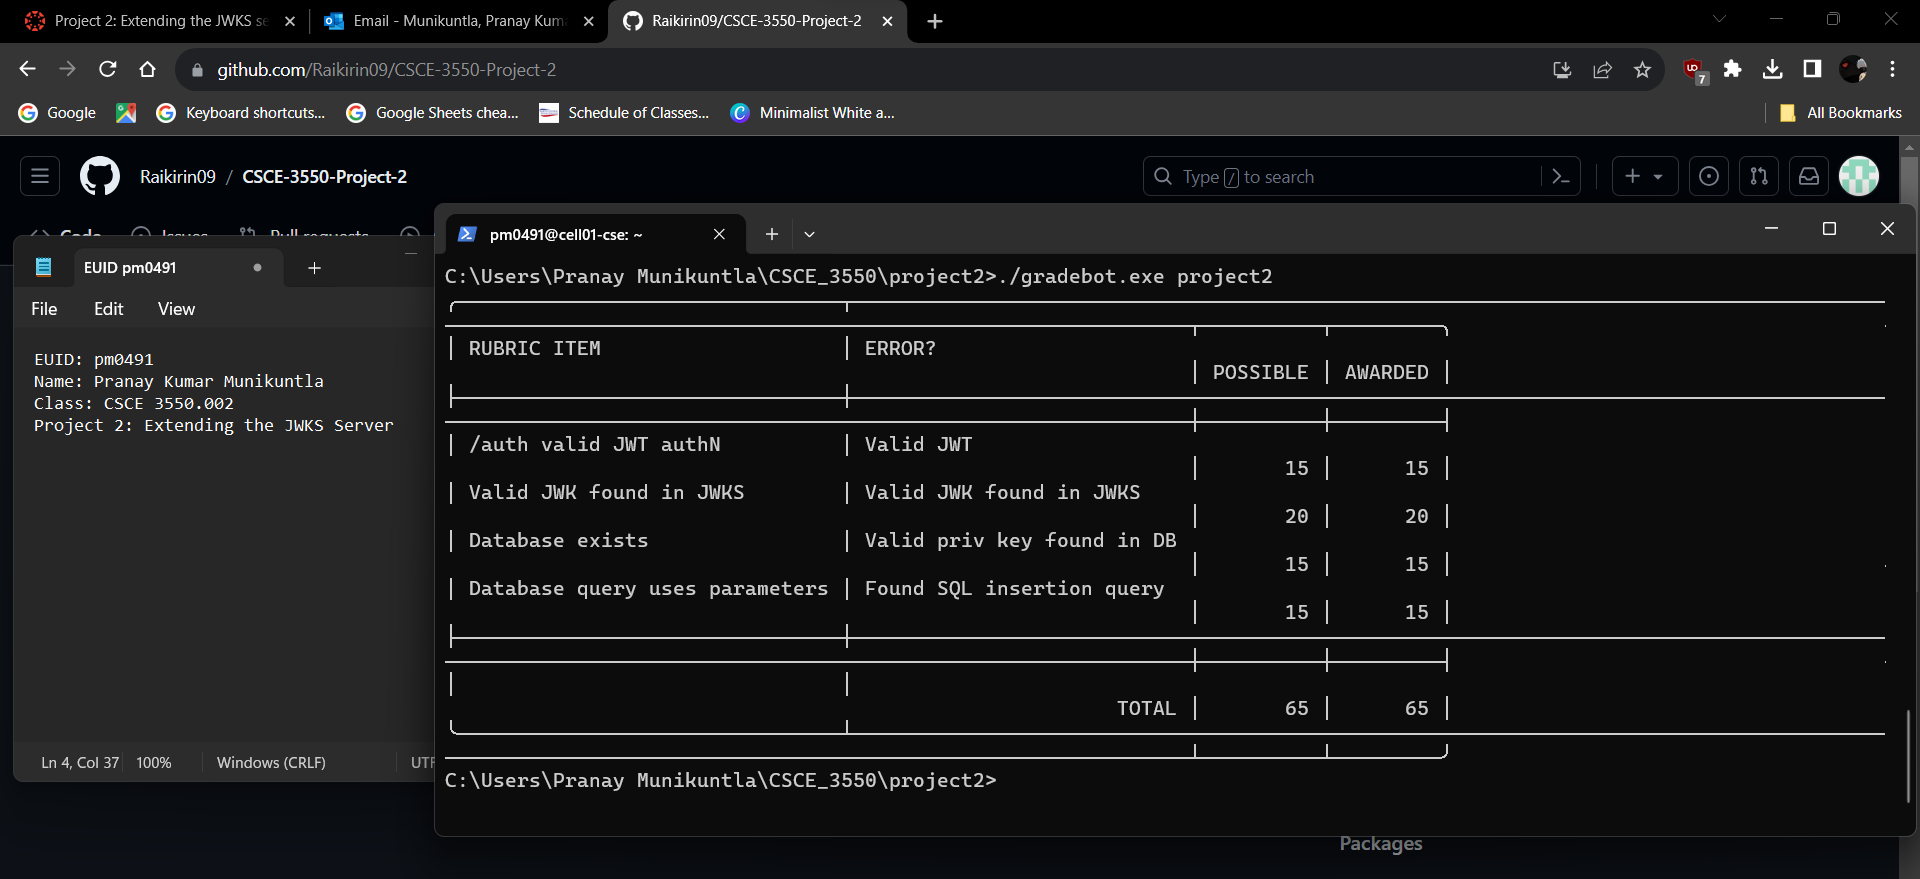 Project 2: Extending the JWKS se
Email - Munikuntla, Pranay Kum
Raikirin09/CSCE-3550-Project-2
github.com/Raikirin09/CSCE-3550-Project-2
7
Google
Keyboard shortcuts...
Google Sheets chea...
Schedule of Classes...
Minimalist White a...
All Bookmarks
Raikirin09 / CSCE-3550-Project-2
Type / to search
Code
Issues
Pull requests
EUID pm0491
File
Edit
View
EUID: pm0491
Name: Pranay Kumar Munikuntla
Class: CSCE 3550.002
Project 2: Extending the JWKS Server
Ln 4, Col 37
100%
Windows (CRLF)
UTF
pm0491@cell01-cse: ~
C:\Users\Pranay Munikuntla\CSCE_3550\project2>./gradebot.exe project2
RUBRIC ITEM | ERROR?
| POSSIBLE | AWARDED |
| /auth valid JWT authN | Valid JWT
| 15 | 15 |
| Valid JWK found in JWKS | Valid JWK found in JWKS
| 20 | 20 |
| Database exists | Valid priv key found in DB
| 15 | 15 |
| Database query uses parameters | Found SQL insertion query
| 15 | 15 |
TOTAL | 65 | 65 |
C:\Users\Pranay Munikuntla\CSCE_3550\project2>
Packages